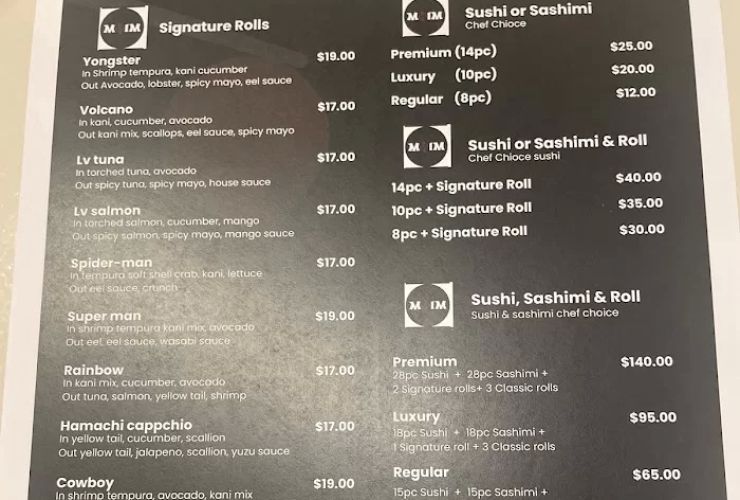 M IM
Signature Rolls
Yongster $19.00
In Shrimp tempura, kani cucumber
Out Avocado, lobster, spicy mayo, eel sauce
Volcano $17.00
In kani, cucumber, avocado
Out kani mix, scallops, eel sauce, spicy mayo
Lv tuna $17.00
In torched tuna, avocado
Out spicy tuna, spicy mayo, house sauce
Lv salmon $17.00
In torched salmon, cucumber, mango
Out spicy salmon, spicy mayo, mango sauce
Spider-man $17.00
In tempura soft shell crab, kani, lettuce
Out eel sauce, crunch
Super man $19.00
In shrimp tempura kani mix, avocado
Out eel, eel sauce, wasabi sauce
Rainbow $17.00
In kani mix, cucumber, avocado
Out tuna, salmon, yellow tail, shrimp
Hamachi cappchio $17.00
In yellow tail, cucumber, scallion
Out yellow tail, jalapeno, scallion, yuzu sauce
Cowboy $19.00
In shrimp tempura, avocado, kani mix
M IM
Sushi or Sashimi
Chef Chioce
Premium (14pc) $25.00
Luxury (10pc) $20.00
Regular (8pc) $12.00
M IM
Sushi or Sashimi & Roll
Chef Chioce sushi
14pc + Signature Roll $40.00
10pc + Signature Roll $35.00
8pc + Signature Roll $30.00
M IM
Sushi, Sashimi & Roll
Sushi & sashimi chef choice
Premium $140.00
28pc Sushi + 28pc Sashimi +
2 Signature rolls+ 3 Classic rolls
Luxury $95.00
18pc Sushi + 18pc Sashimi +
1 Signature roll + 3 Classic rolls
Regular $65.00
15pc Sushi + 15pc Sashimi +